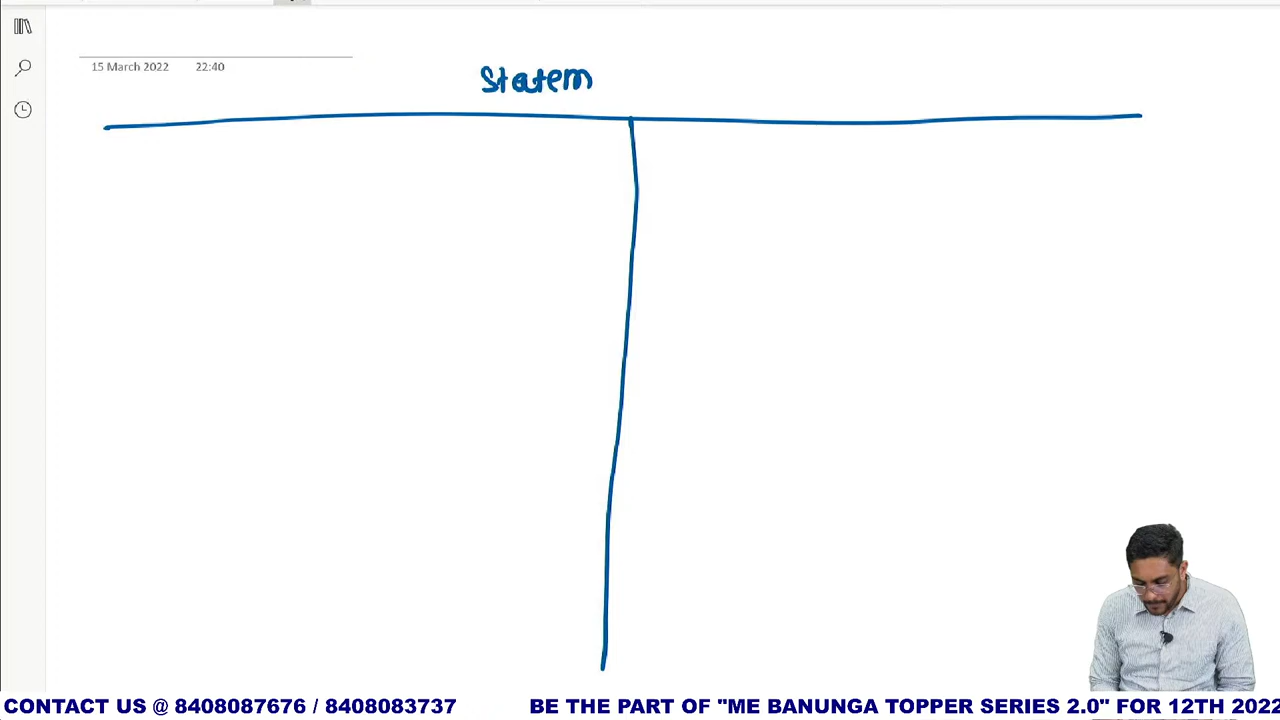 15 March 2022 22:40
Statem
CONTACT US @ 8408087676 / 8408083737 BE THE PART OF "ME BANUNGA TOPPER SERIES 2.0" FOR 12TH 2022